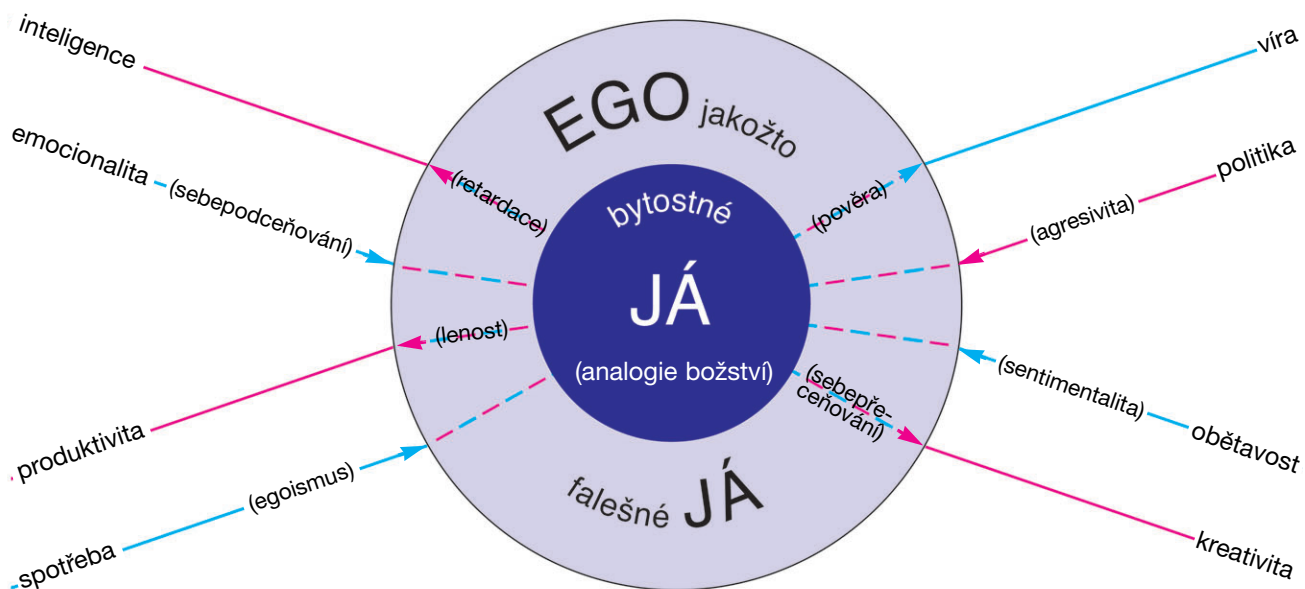 inteligence
víra
EGO jakožto
emocionalita
(sebepodceňování)
(retardace)
bytostné
(pověra)
(agresivita)
politika
JÁ
(lenost)
(analogie božství)
(sebepře-
ceňování)
(sentimentalita)
obětavost
produktivita
(egoismus)
falešné JÁ
spotřeba
kreativita